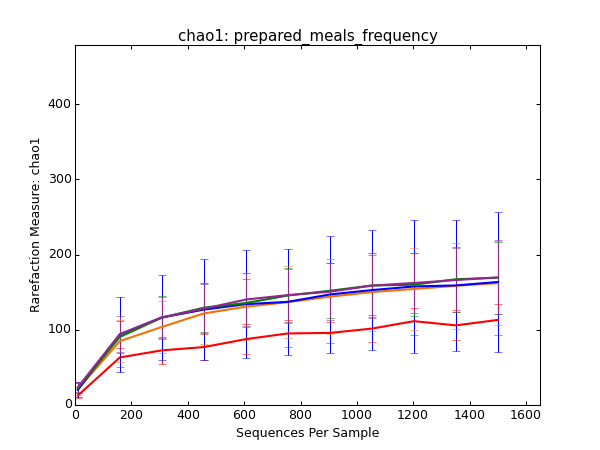 chao1: prepared_meals_frequency
Rarefaction Measure: chao1
400
300
200
100
0
0 200 400 600 800 1000 1200 1400 1600
Sequences Per Sample